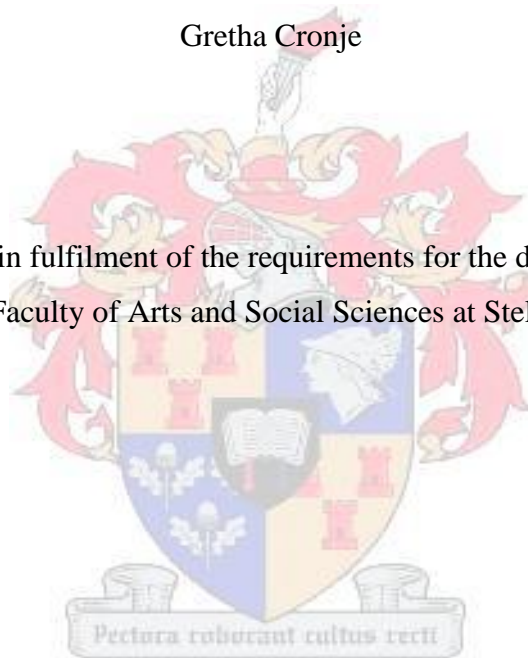 Gretha Cronje
in fulfilment of the requirements for the d
Faculty of Arts and Social Sciences at Stel
Pectora roborant cultus recti